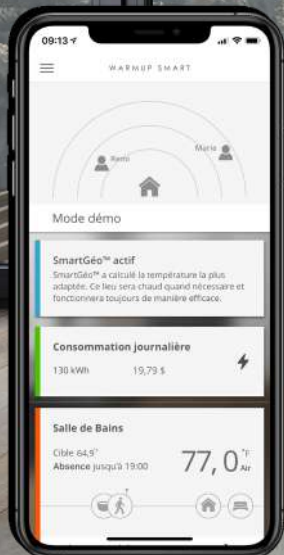 09:13
WARMUP SMART
Remi
Marie
Mode démo
SmartGéo™ actif
SmartGéo™ a calculé la température la plus
adaptée. Ce lieu sera chaud quand nécessaire et
fonctionnera toujours de manière efficace.
Consommation journalière
130 kWh 19,79 $
Salle de Bains
Cible 64,9°
Absence jusqu'à 19:00
77,0 °F
Air